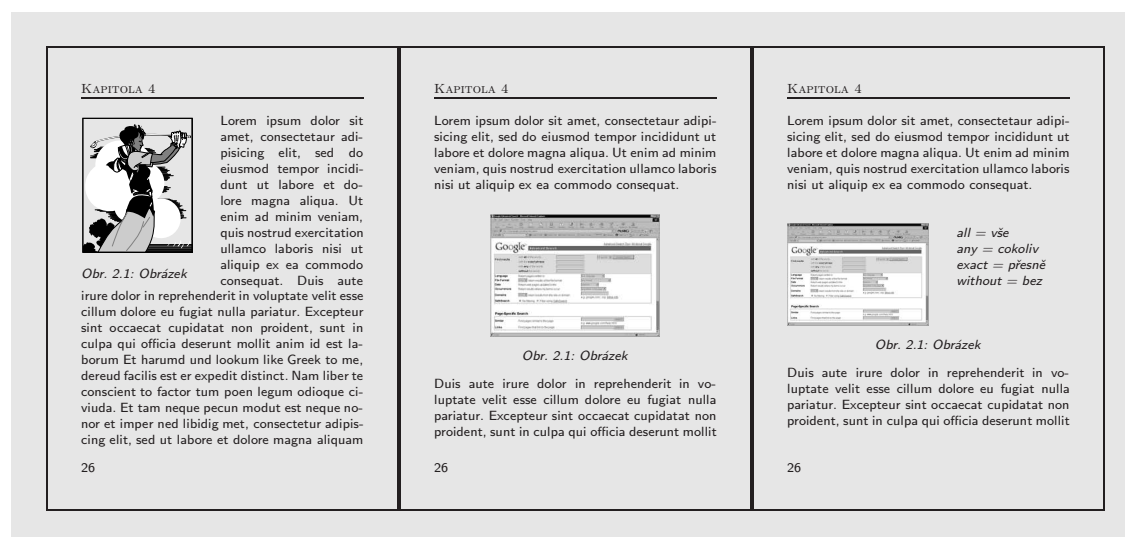 Kapitola 4
Lorem ipsum dolor sit
amet, consectetaur adi-
pisicing elit, sed do
eiusmod tempor incidi-
dunt ut labore et do-
lore magna aliqua. Ut
enim ad minim veniam,
quis nostrud exercitation
ullamco laboris nisi ut
aliquip ex ea commodo
consequat. Duis aute
Obr. 2.1: Obrázek
irure dolor in reprehenderit in voluptate velit esse
cillum dolore eu fugiat nulla pariatur. Excepteur
sint occaecat cupidatat non proident, sunt in
culpa qui officia deserunt mollit anim id est la-
borum Et harumd und lookum like Greek to me,
dereud facilis est er expedit distinct. Nam liber te
conscient to factor tum poen legum odioque ci-
viuda. Et tam neque pecun modut est neque no-
nor et imper ned libidig met, consectetur adipis-
cing elit, sed ut labore et dolore magna aliquam
26
Kapitola 4
Lorem ipsum dolor sit amet, consectetaur adipi-
sicing elit, sed do eiusmod tempor incididunt ut
labore et dolore magna aliqua. Ut enim ad minim
veniam, quis nostrud exercitation ullamco laboris
nisi ut aliquip ex ea commodo consequat.
Google
Obr. 2.1: Obrázek
Duis aute irure dolor in reprehenderit in vo-
luptate velit esse cillum dolore eu fugiat nulla
pariatur. Excepteur sint occaecat cupidatat non
proident, sunt in culpa qui officia deserunt mollit
26
Kapitola 4
Lorem ipsum dolor sit amet, consectetaur adipi-
sicing elit, sed do eiusmod tempor incididunt ut
labore et dolore magna aliqua. Ut enim ad minim
veniam, quis nostrud exercitation ullamco laboris
nisi ut aliquip ex ea commodo consequat.
Google
all = vše
any = cokoliv
exact = přesně
without = bez
Obr. 2.1: Obrázek
Duis aute irure dolor in reprehenderit in vo-
luptate velit esse cillum dolore eu fugiat nulla
pariatur. Excepteur sint occaecat cupidatat non
proident, sunt in culpa qui officia deserunt mollit
26